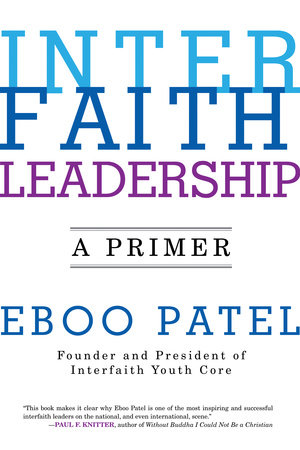 INTER
FAITH
LEADERSHIP
A PRIMER
EBOO PATEL
Founder and President of
Interfaith Youth Core
"This book makes it clear why Eboo Patel is one of the most inspiring and successful
interfaith leaders on the national, and even international, scene."
—PAUL F. KNITTER, author of Without Buddha I Could Not Be a Christian